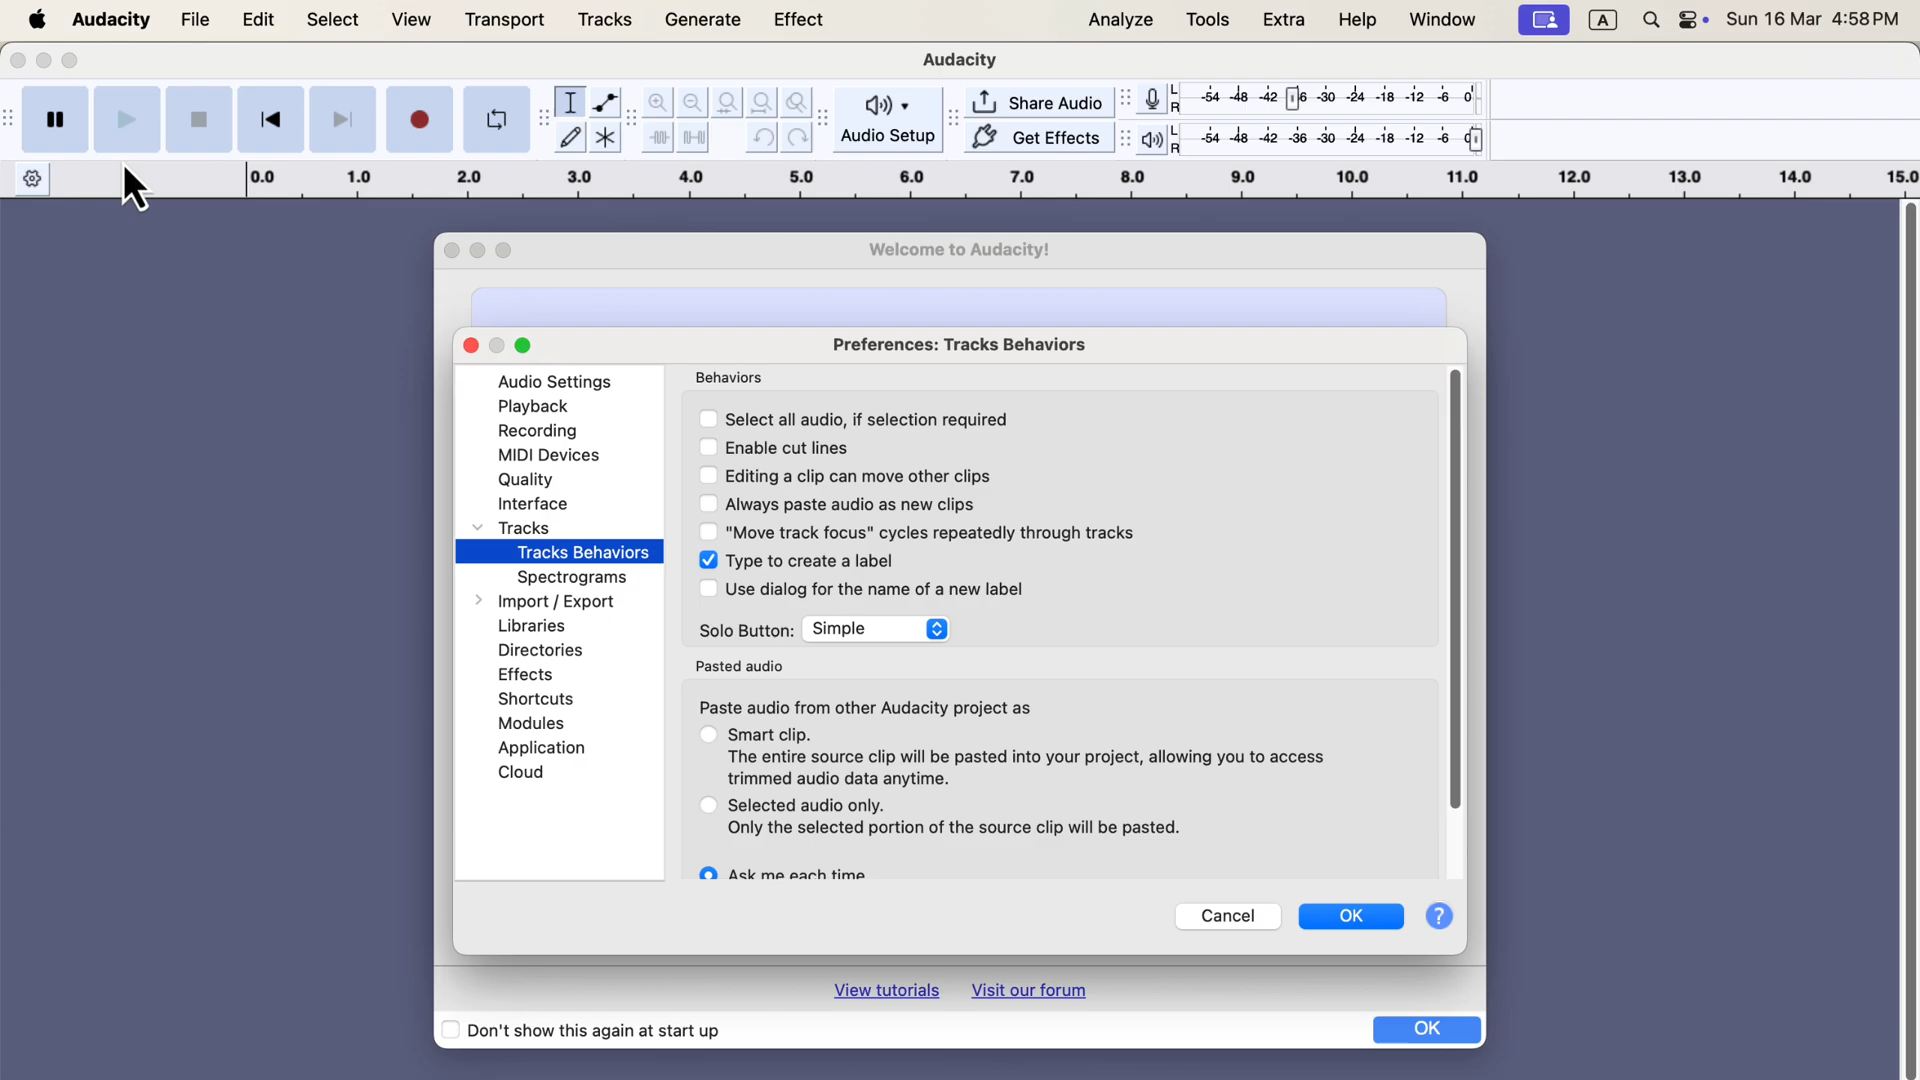 Audacity File Edit Select View Transport Tracks Generate Effect Analyze Tools Extra Help Window A Sun 16 Mar 4:58 PM
Audacity
Audio Setup
Share Audio
Get Effects
L
R
-54 -48 -42 -36 -30 -24 -18 -12 -6 0
L
R
-54 -48 -42 -36 -30 -24 -18 -12 -6 0
0.0 1.0 2.0 3.0 4.0 5.0 6.0 7.0 8.0 9.0 10.0 11.0 12.0 13.0 14.0 15.0
Welcome to Audacity!
Preferences: Tracks Behaviors
Audio Settings
Playback
Recording
MIDI Devices
Quality
Interface
Tracks
Tracks Behaviors
Spectrograms
Import / Export
Libraries
Directories
Effects
Shortcuts
Modules
Application
Cloud
Behaviors
Select all audio, if selection required
Enable cut lines
Editing a clip can move other clips
Always paste audio as new clips
"Move track focus" cycles repeatedly through tracks
Type to create a label
Use dialog for the name of a new label
Solo Button: Simple
Pasted audio
Paste audio from other Audacity project as
Smart clip.
The entire source clip will be pasted into your project, allowing you to access
trimmed audio data anytime.
Selected audio only.
Only the selected portion of the source clip will be pasted.
Ask me each time
Cancel OK ?
View tutorials Visit our forum
Don't show this again at start up
OK